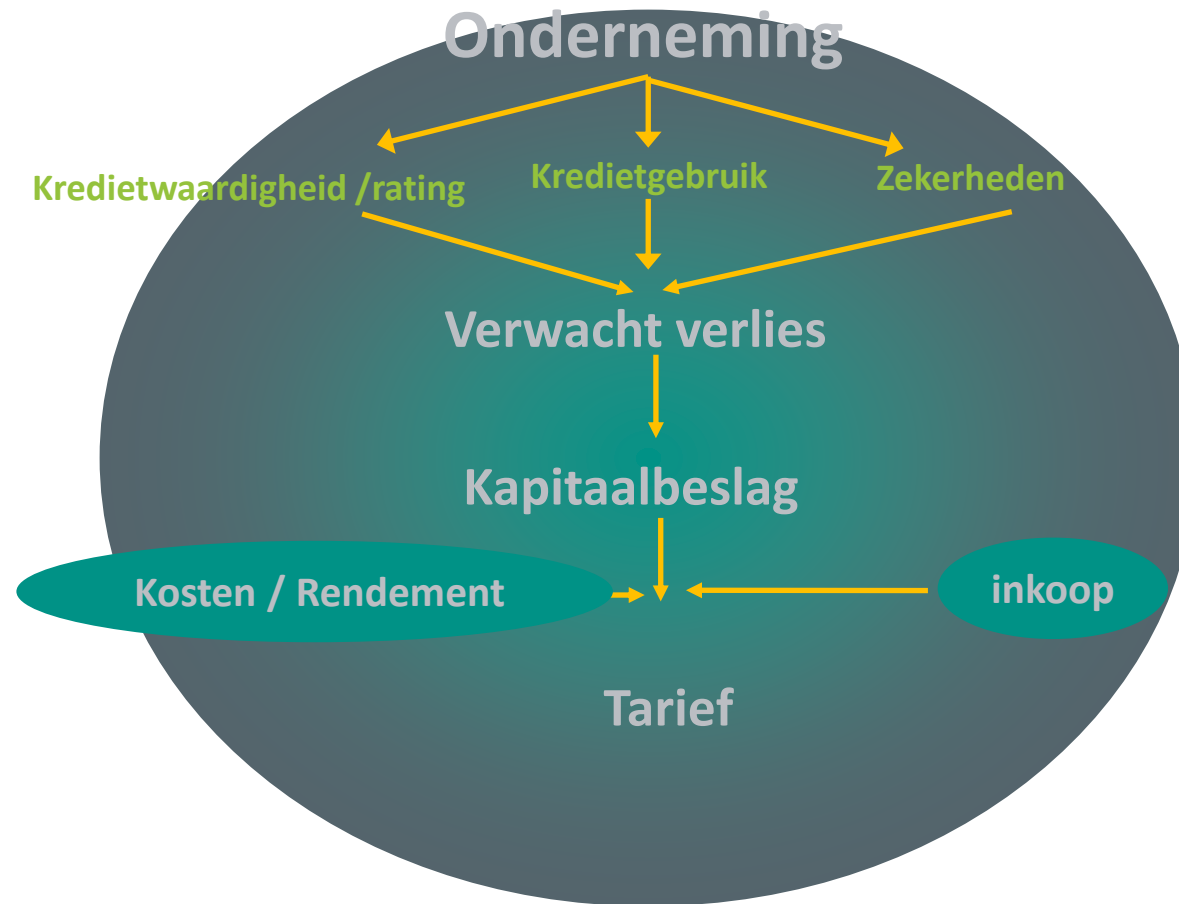 Onderneming
Kredietwaardigheid /rating
Kredietgebruik
Zekerheden
Verwacht verlies
Kapitaalbeslag
Kosten / Rendement
inkoop
Tarief